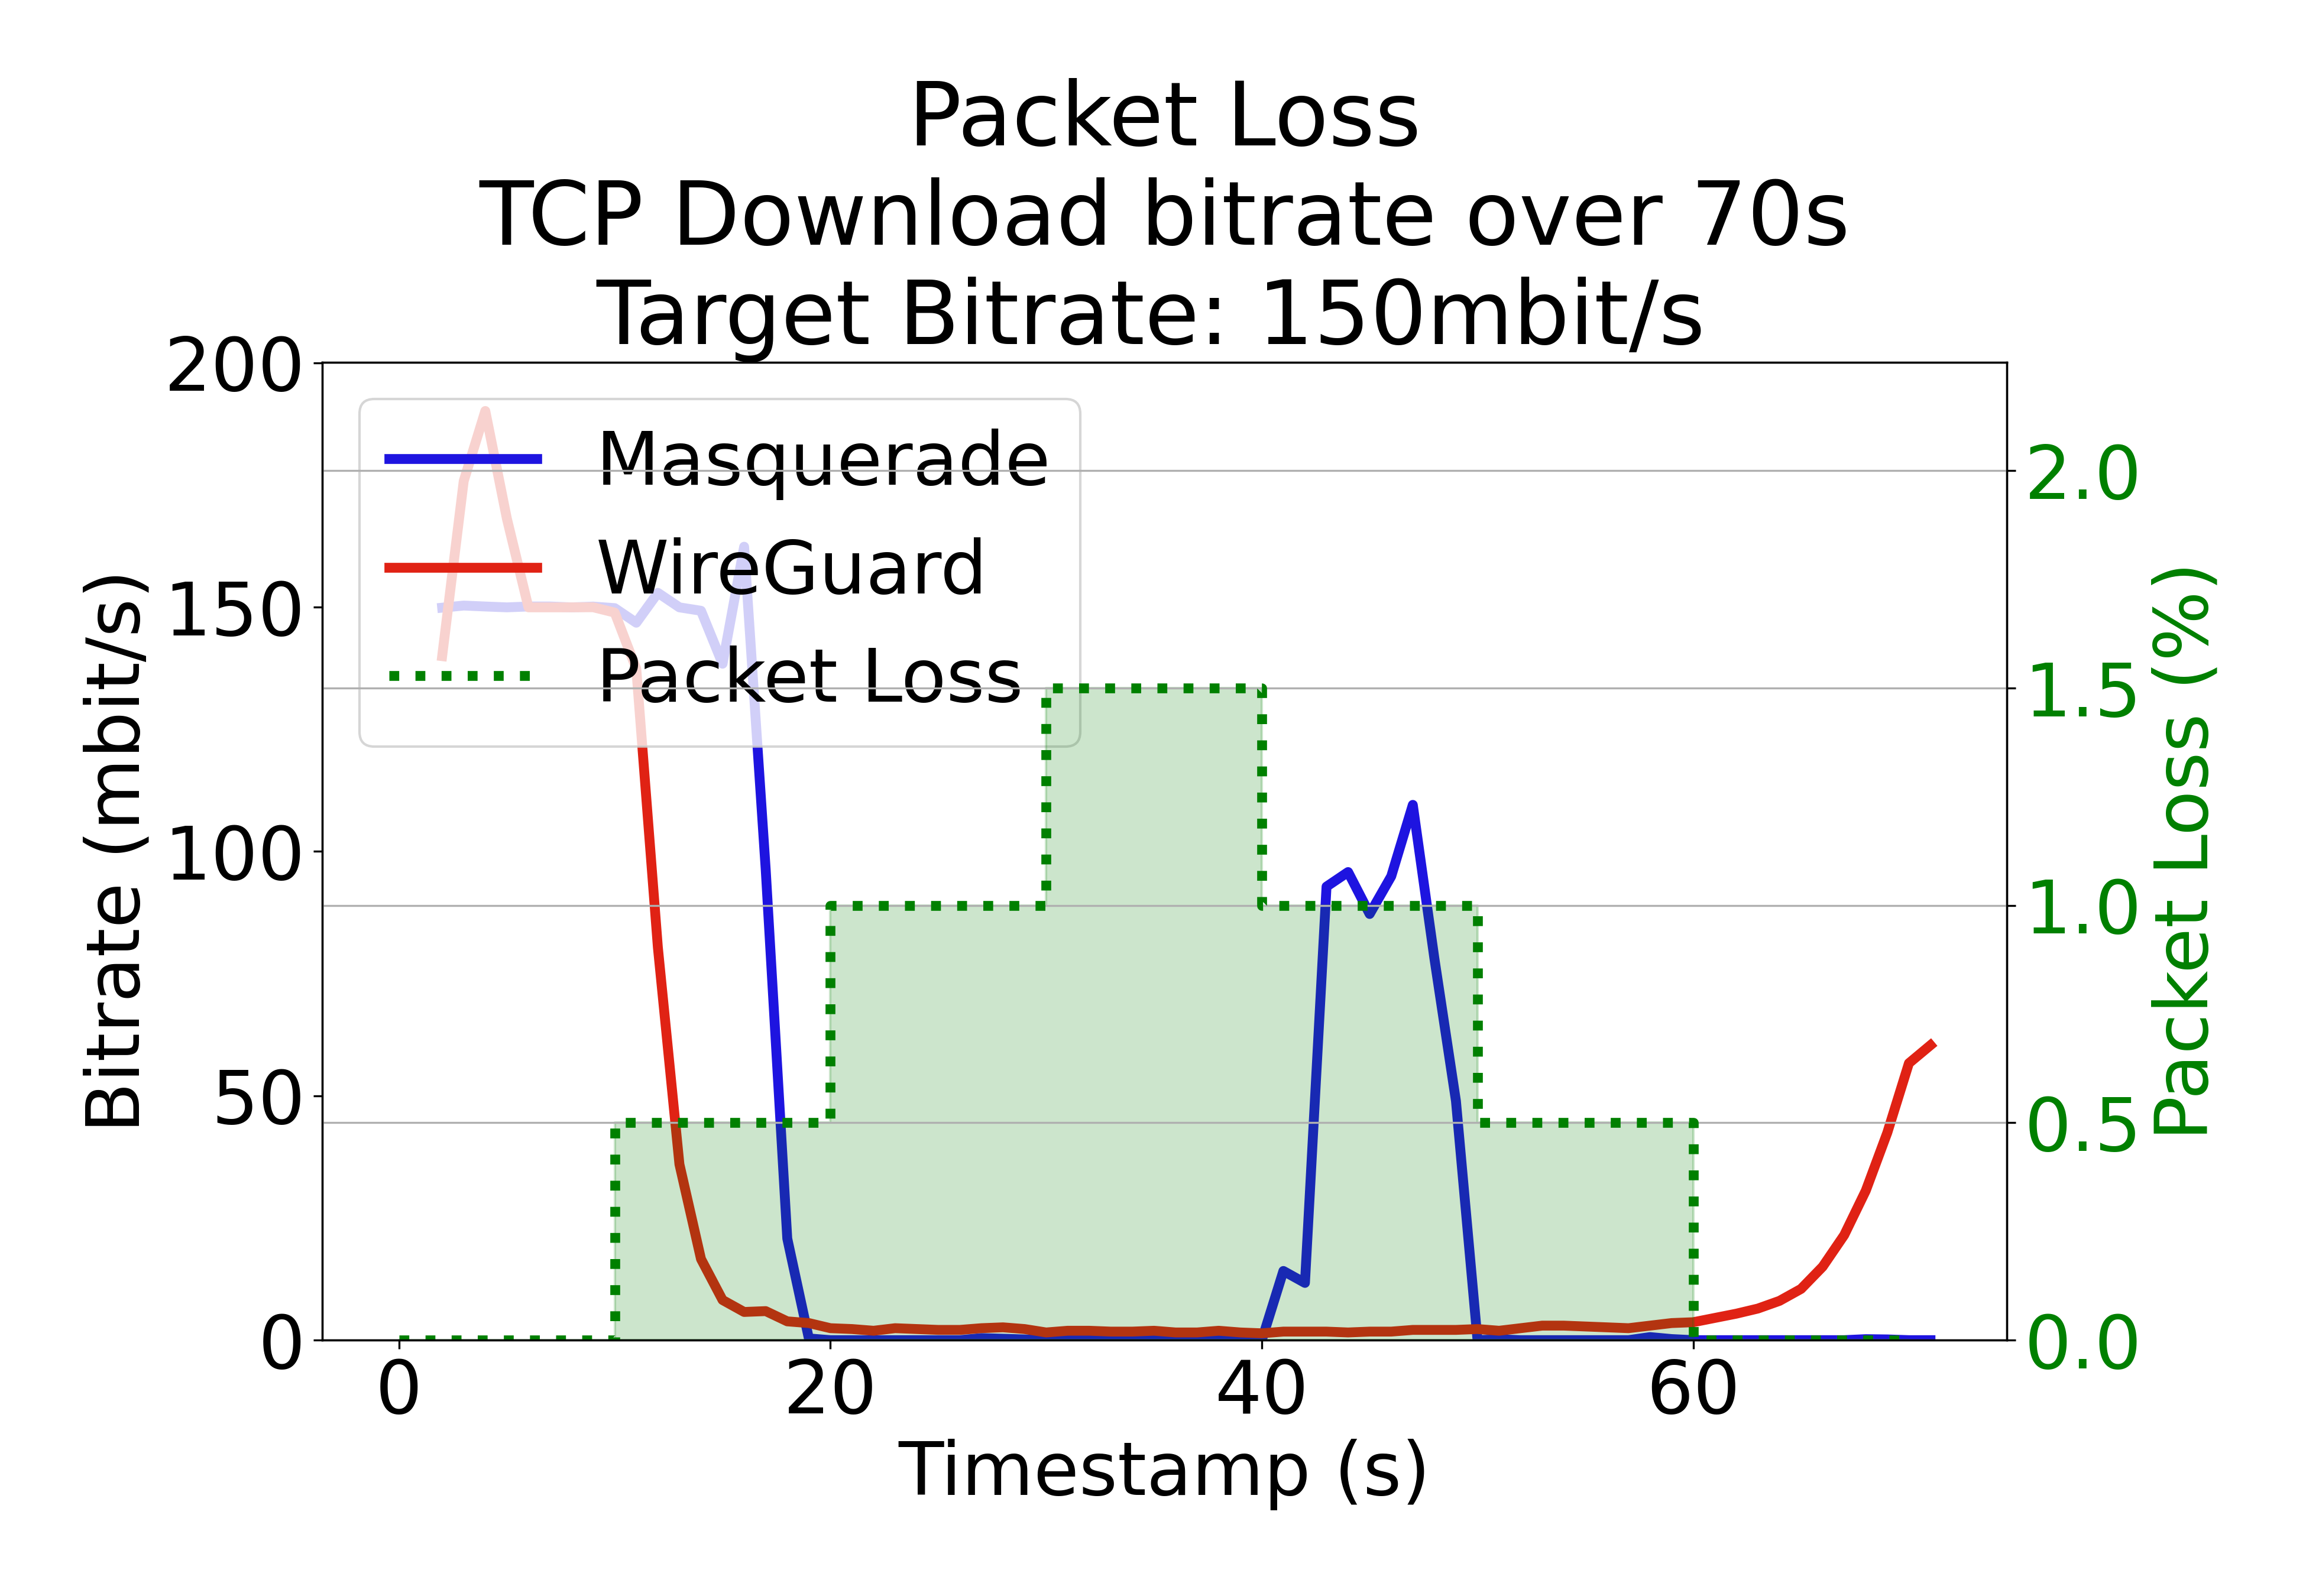 Packet Loss
TCP Download bitrate over 70s
Target Bitrate: 150mbit/s
Bitrate (mbit/s)
200
150
100
50
0
Masquerade
WireGuard
Packet Loss
2.0
1.5
1.0
0.5
0.0
Packet Loss (%)
0 20 40 60
Timestamp (s)